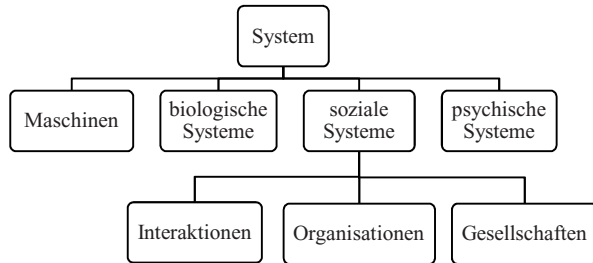 System
Maschinen
biologische
Systeme
soziale
Systeme
psychische
Systeme
Interaktionen
Organisationen
Gesellschaften